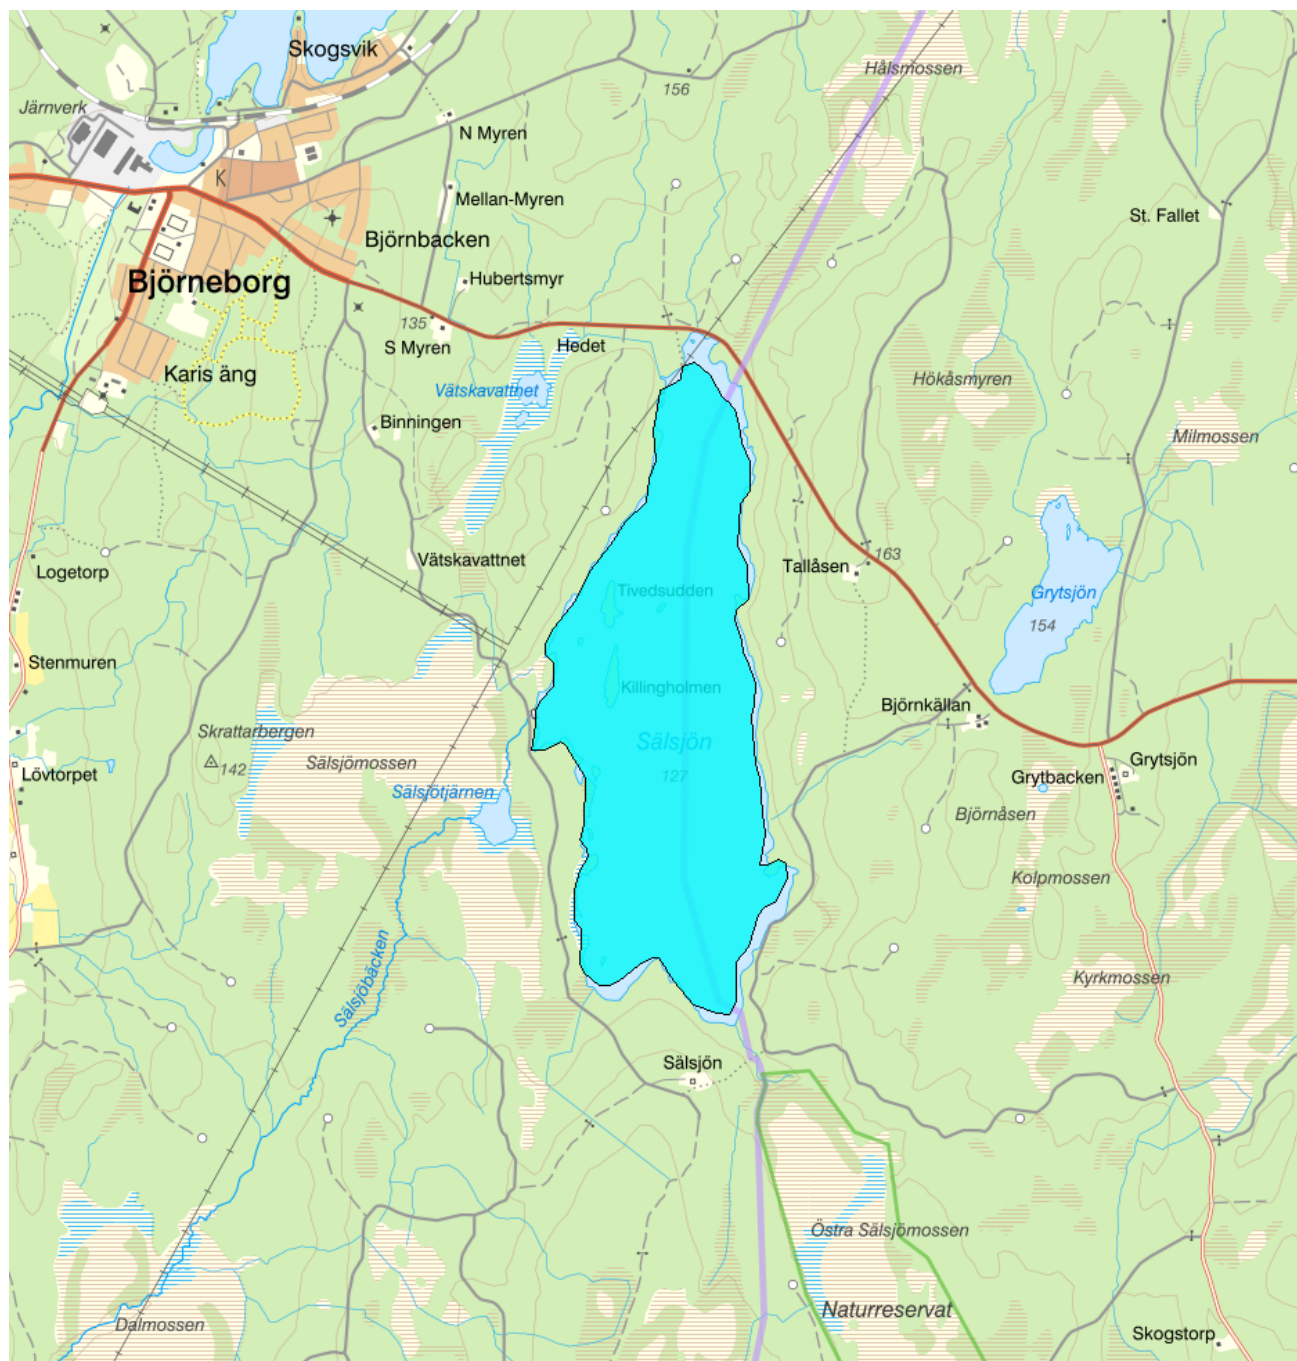 Skogsvik
Hålsmossen
156
Järnverk
N Myren
K
Mellan-Myren
St. Fallet
Björnbacken
Björneborg
Hubertsmyr
135
S Myren
Hedet
Karis äng
Vätskavattnet
Hökåsmyren
Binningen
Milmossen
Vätskavattnet
163
Tallåsen
Logetorp
Tivedsudden
Grytsjön
154
Stenmuren
Killingholmen
Björnkällan
Skrattarbergen
Sälsjön
142
Sälsjömossen
127
Grytsjön
Lövtorpet
Grytbacken
Sälsjötjärnen
Björnåsen
Kolpmossen
Sälsjöbäcken
Kyrkmossen
Sälsjön
Östra Sälsjömossen
Naturreservat
Dalmossen
Skogstorp